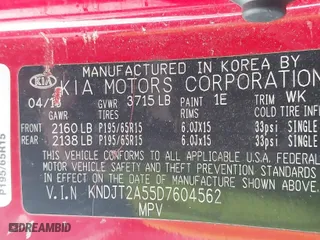 MANUFACTURED IN KOREA BY
KIA KIA MOTORS CORPORATION
04/13 GVWR 3715 LB PAINT 1E TRIM WK
GAWR TIRES RIMS COLD TIRE INF
FRONT 2160 LB P195/65R15 6.0JX15 33psi SINGLE
REAR 2138 LB P195/65R15 6.0JX15 33psi SINGLE
THIS VEHICLE CONFORMS TO ALL APPLICABLE U.S. FEDERAL
MOTOR VEHICLE SAFETY STANDARDS IN EFFECT ON THE
DATE OF MANUFACTURE SHOWN ABOVE.
V.I.N KNDJT2A55D7604562
MPV
P195/65R15
DREAMBID